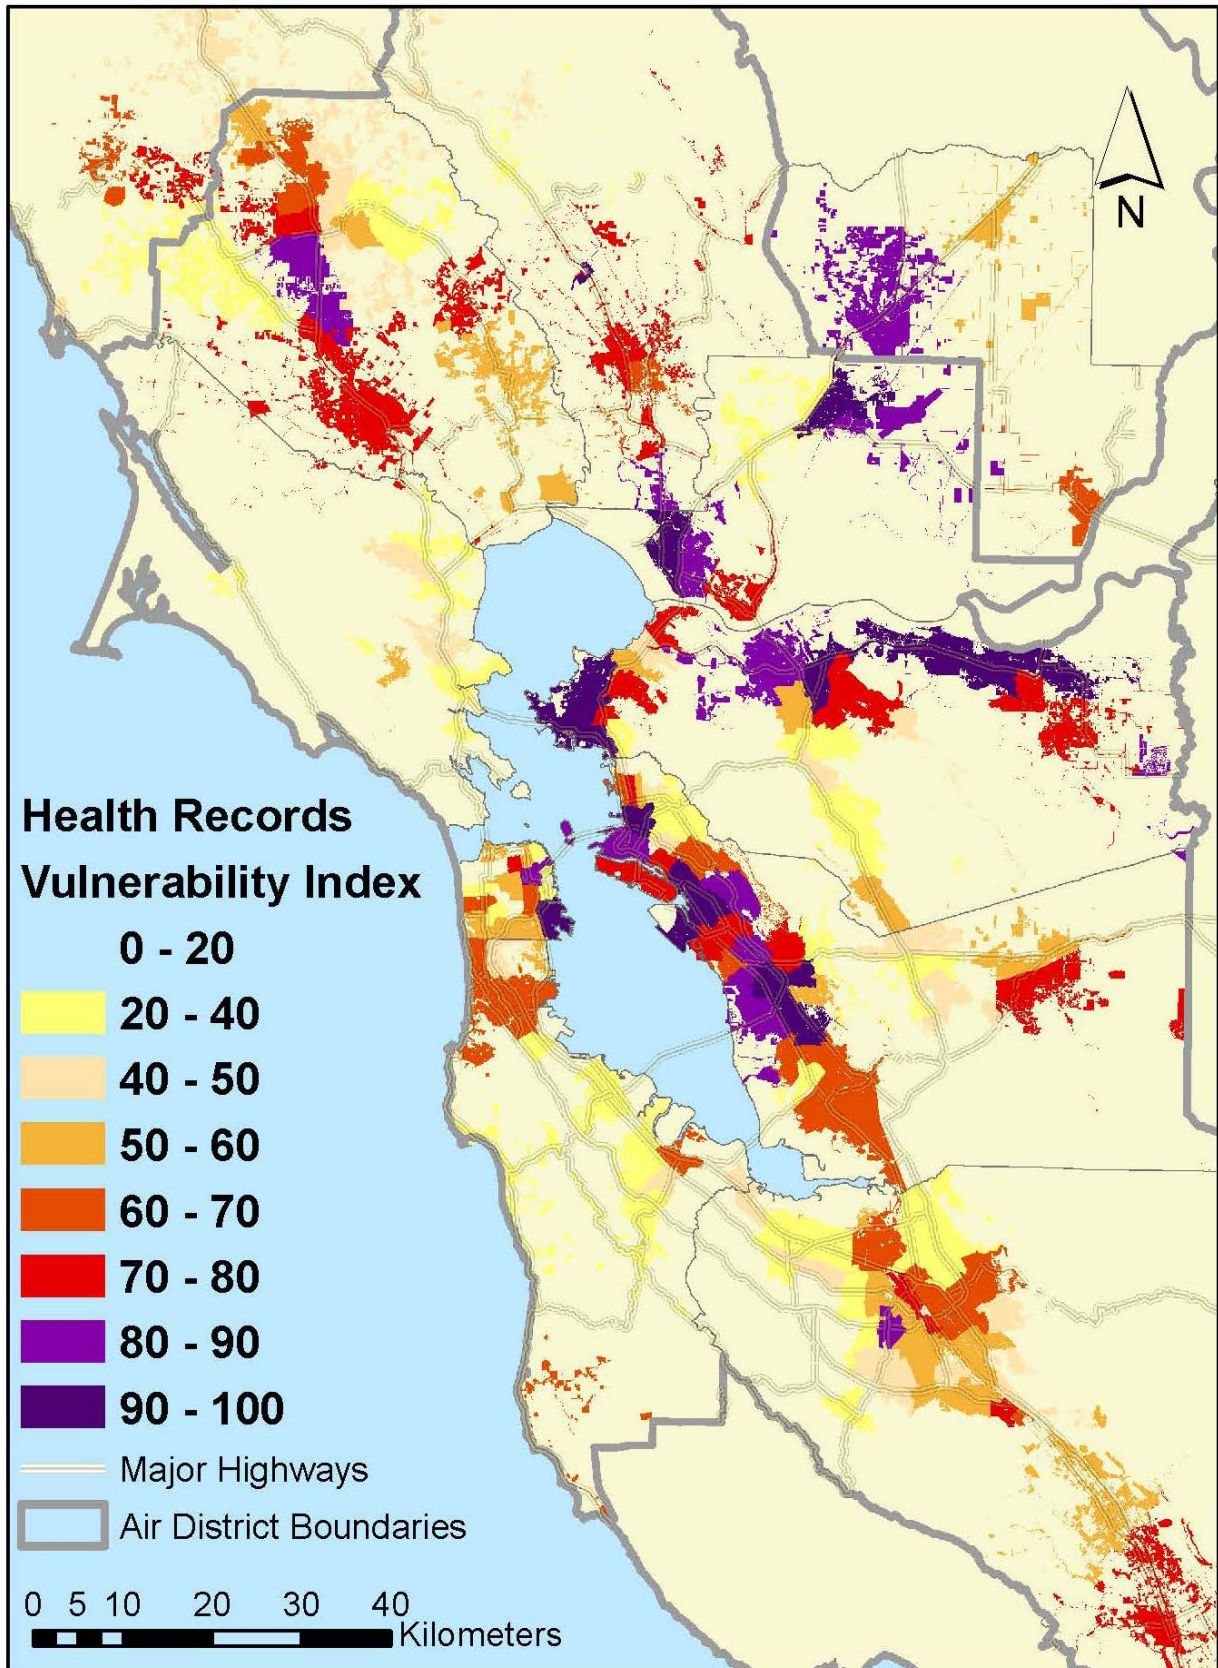 N
Health Records
Vulnerability Index
0 - 20
20 - 40
40 - 50
50 - 60
60 - 70
70 - 80
80 - 90
90 - 100
Major Highways
Air District Boundaries
0 5 10 20 30 40
Kilometers